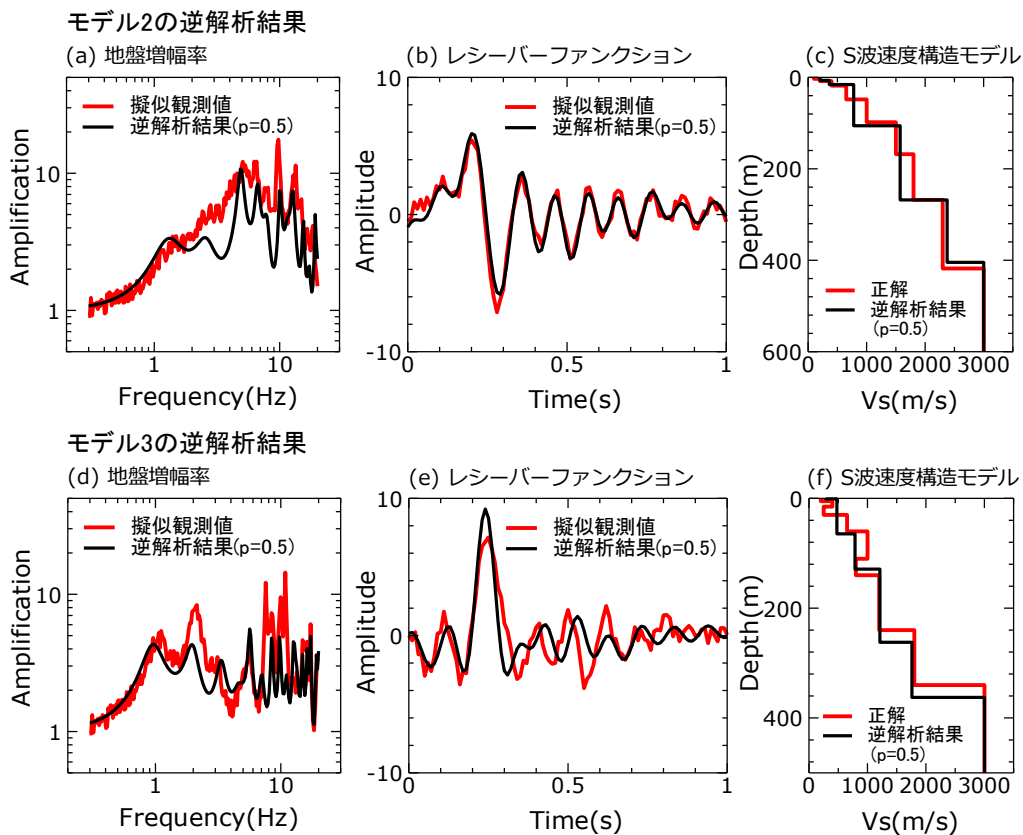 モデル2の逆解析結果
(a) 地盤増幅率
(b) レシーバーファンクション
(c) S波速度構造モデル
擬似観測値
逆解析結果(p=0.5)
10
1
Amplification
1
10
Frequency(Hz)
擬似観測値
逆解析結果(p=0.5)
10
0
-10
Amplitude
0
0.5
1
Time(s)
正解
逆解析結果
(p=0.5)
0
200
400
600
Depth(m)
0
1000
2000
3000
Vs(m/s)
モデル3の逆解析結果
(d) 地盤増幅率
(e) レシーバーファンクション
(f) S波速度構造モデル
擬似観測値
逆解析結果(p=0.5)
10
1
Amplification
1
10
Frequency(Hz)
擬似観測値
逆解析結果(p=0.5)
10
0
-10
Amplitude
0
0.5
1
Time(s)
正解
逆解析結果
(p=0.5)
0
200
400
Depth(m)
0
1000
2000
3000
Vs(m/s)